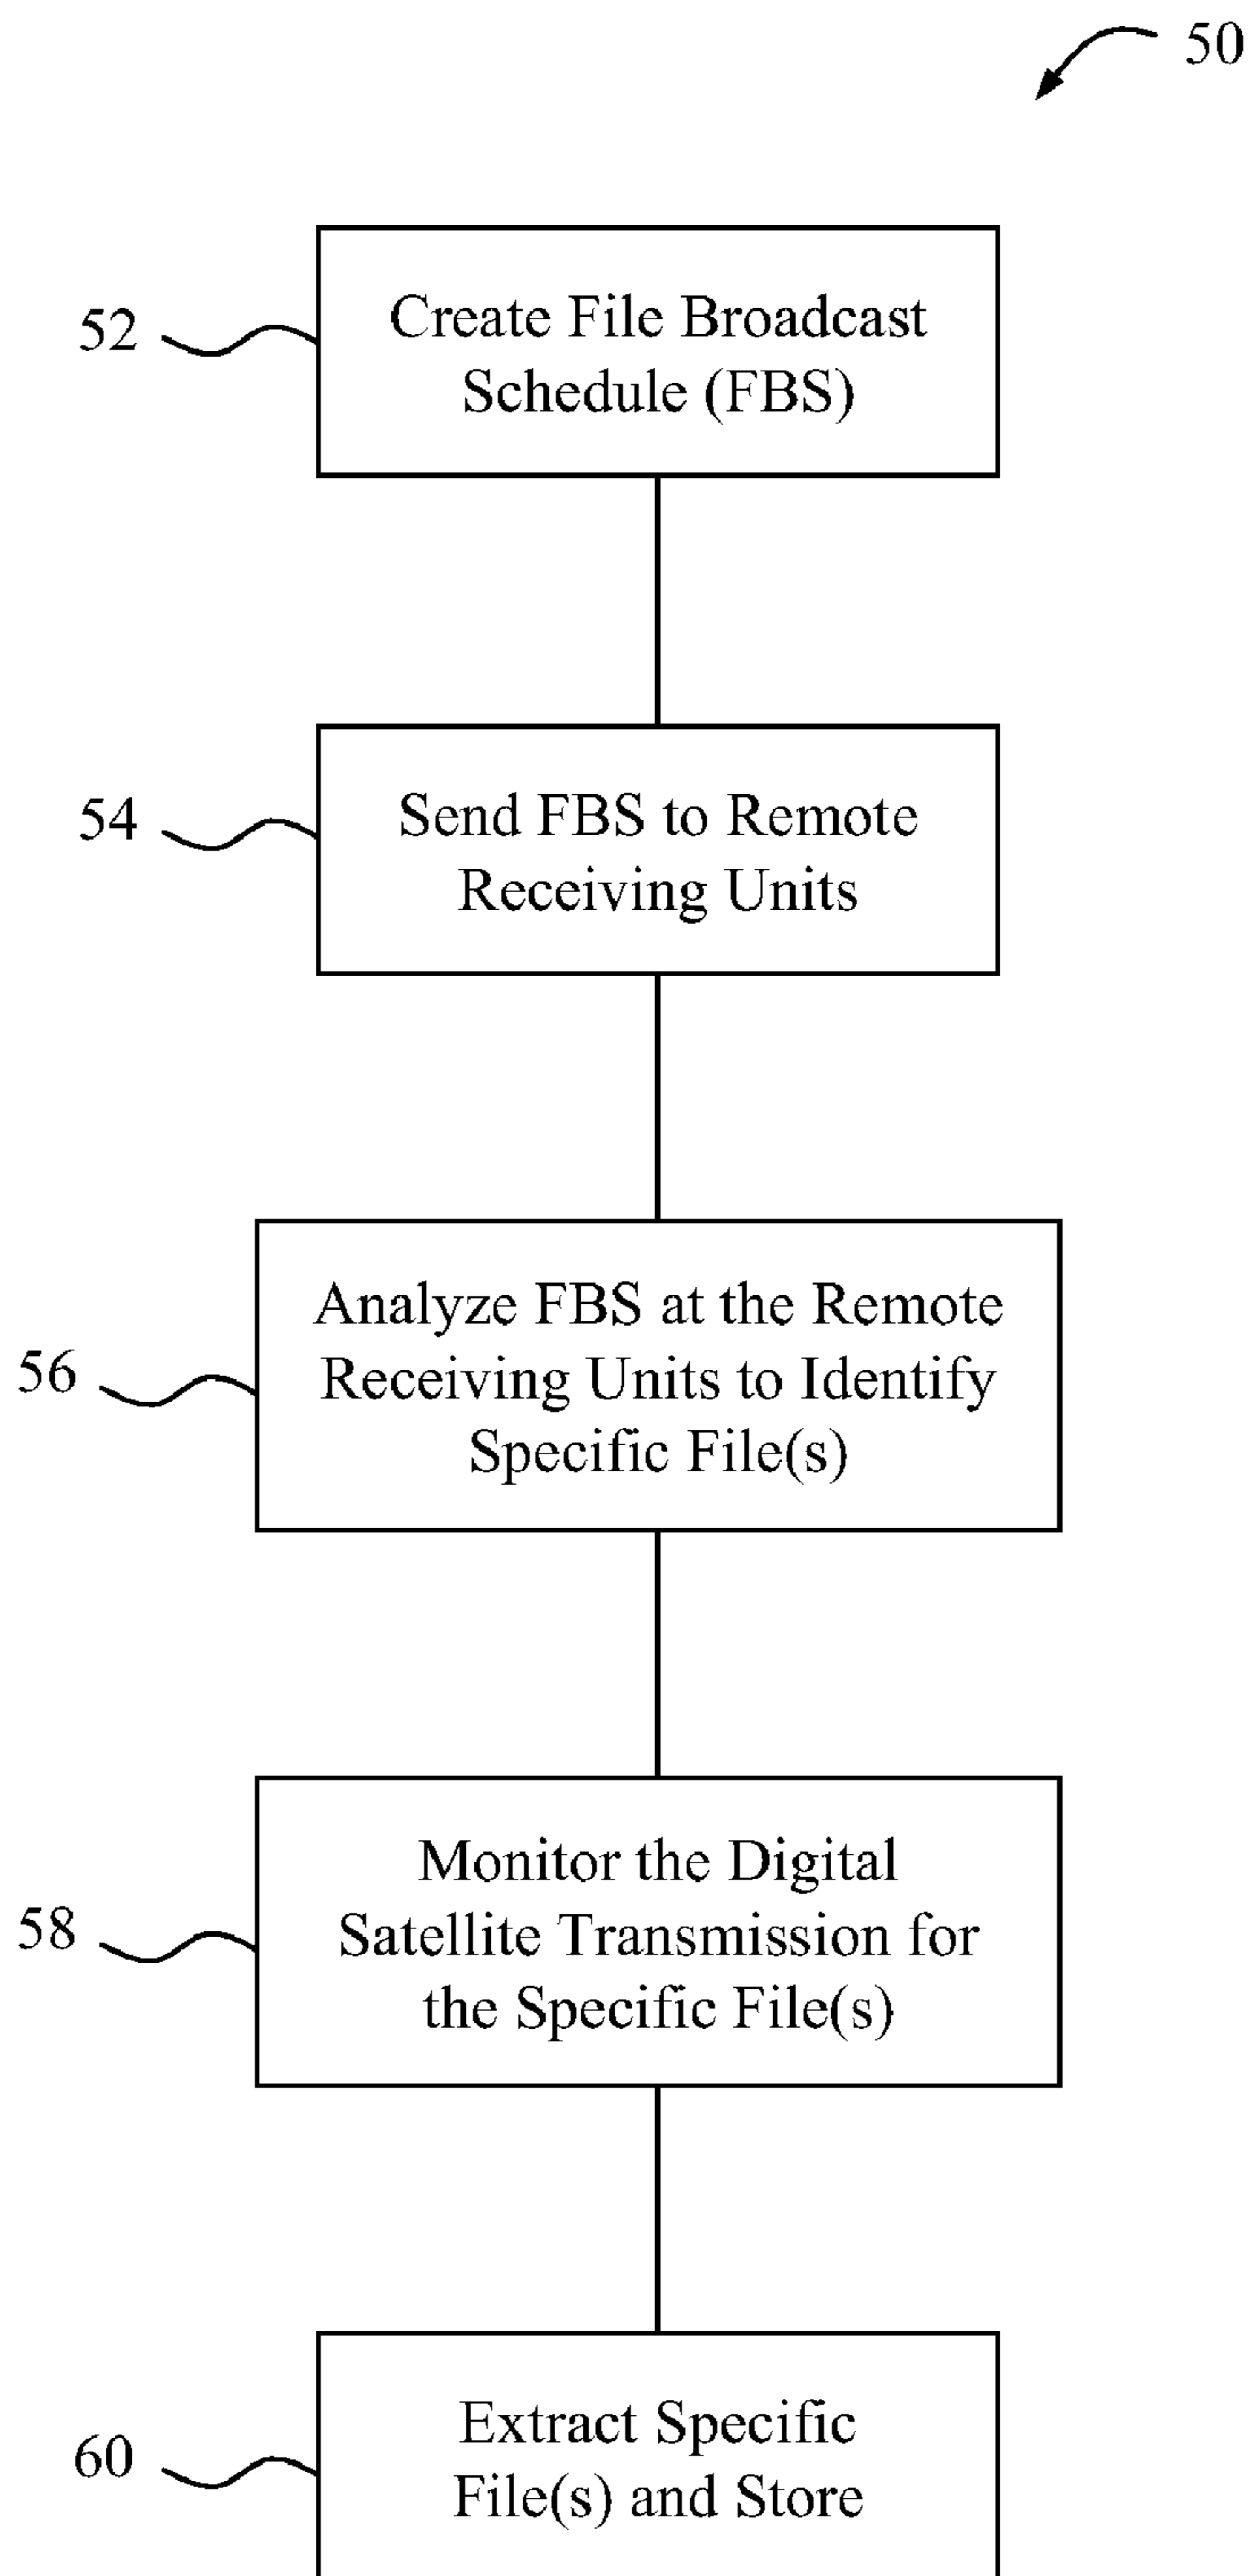 50
52
Create File Broadcast
Schedule (FBS)
54
Send FBS to Remote
Receiving Units
56
Analyze FBS at the Remote
Receiving Units to Identify
Specific File(s)
58
Monitor the Digital
Satellite Transmission for
the Specific File(s)
60
Extract Specific
File(s) and Store